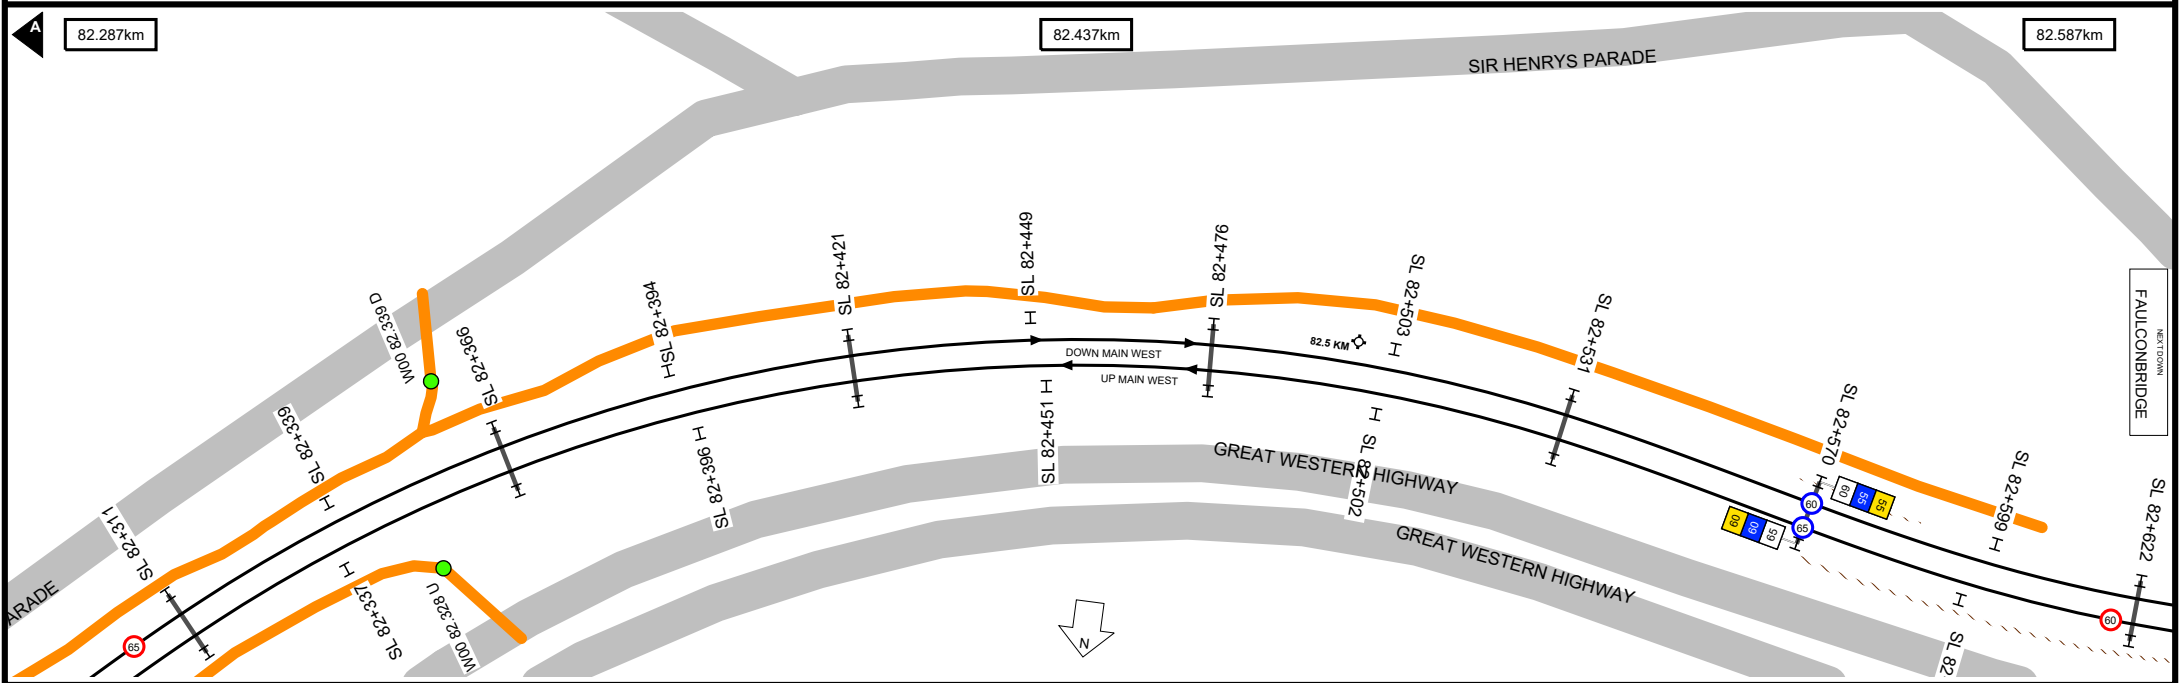 A
82.287km
82.437km
82.587km
SIR HENRYS PARADE
NEXT DOWN
FAULCONBRIDGE
SL 82+311
SL 82+339
W00 82.339 D
SL 82+366
SL 82+394
SL 82+421
SL 82+449
SL 82+476
SL 82+503
SL 82+531
SL 82+570
SL 82+599
SL 82+622
82.5 KM
DOWN MAIN WEST
UP MAIN WEST
60
55
55
60
65
60
60
65
SL 82+337
W00 82.328 U
SL 82+396
SL 82+451
SL 82+502
GREAT WESTERN HIGHWAY
GREAT WESTERN HIGHWAY
SL 82
ARADE
65
60
N